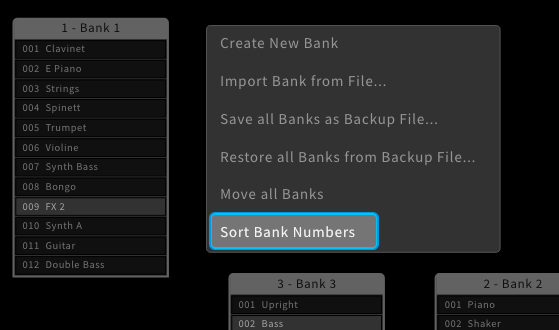 1 - Bank 1
001 Clavinet
002 E Piano
003 Strings
004 Spinett
005 Trumpet
006 Violine
007 Synth Bass
008 Bongo
009 FX 2
010 Synth A
011 Guitar
012 Double Bass
Create New Bank
Import Bank from File...
Save all Banks as Backup File...
Restore all Banks from Backup File...
Move all Banks
Sort Bank Numbers
3 - Bank 3
001 Upright
002 Bass
2 - Bank 2
001 Piano
002 Shaker